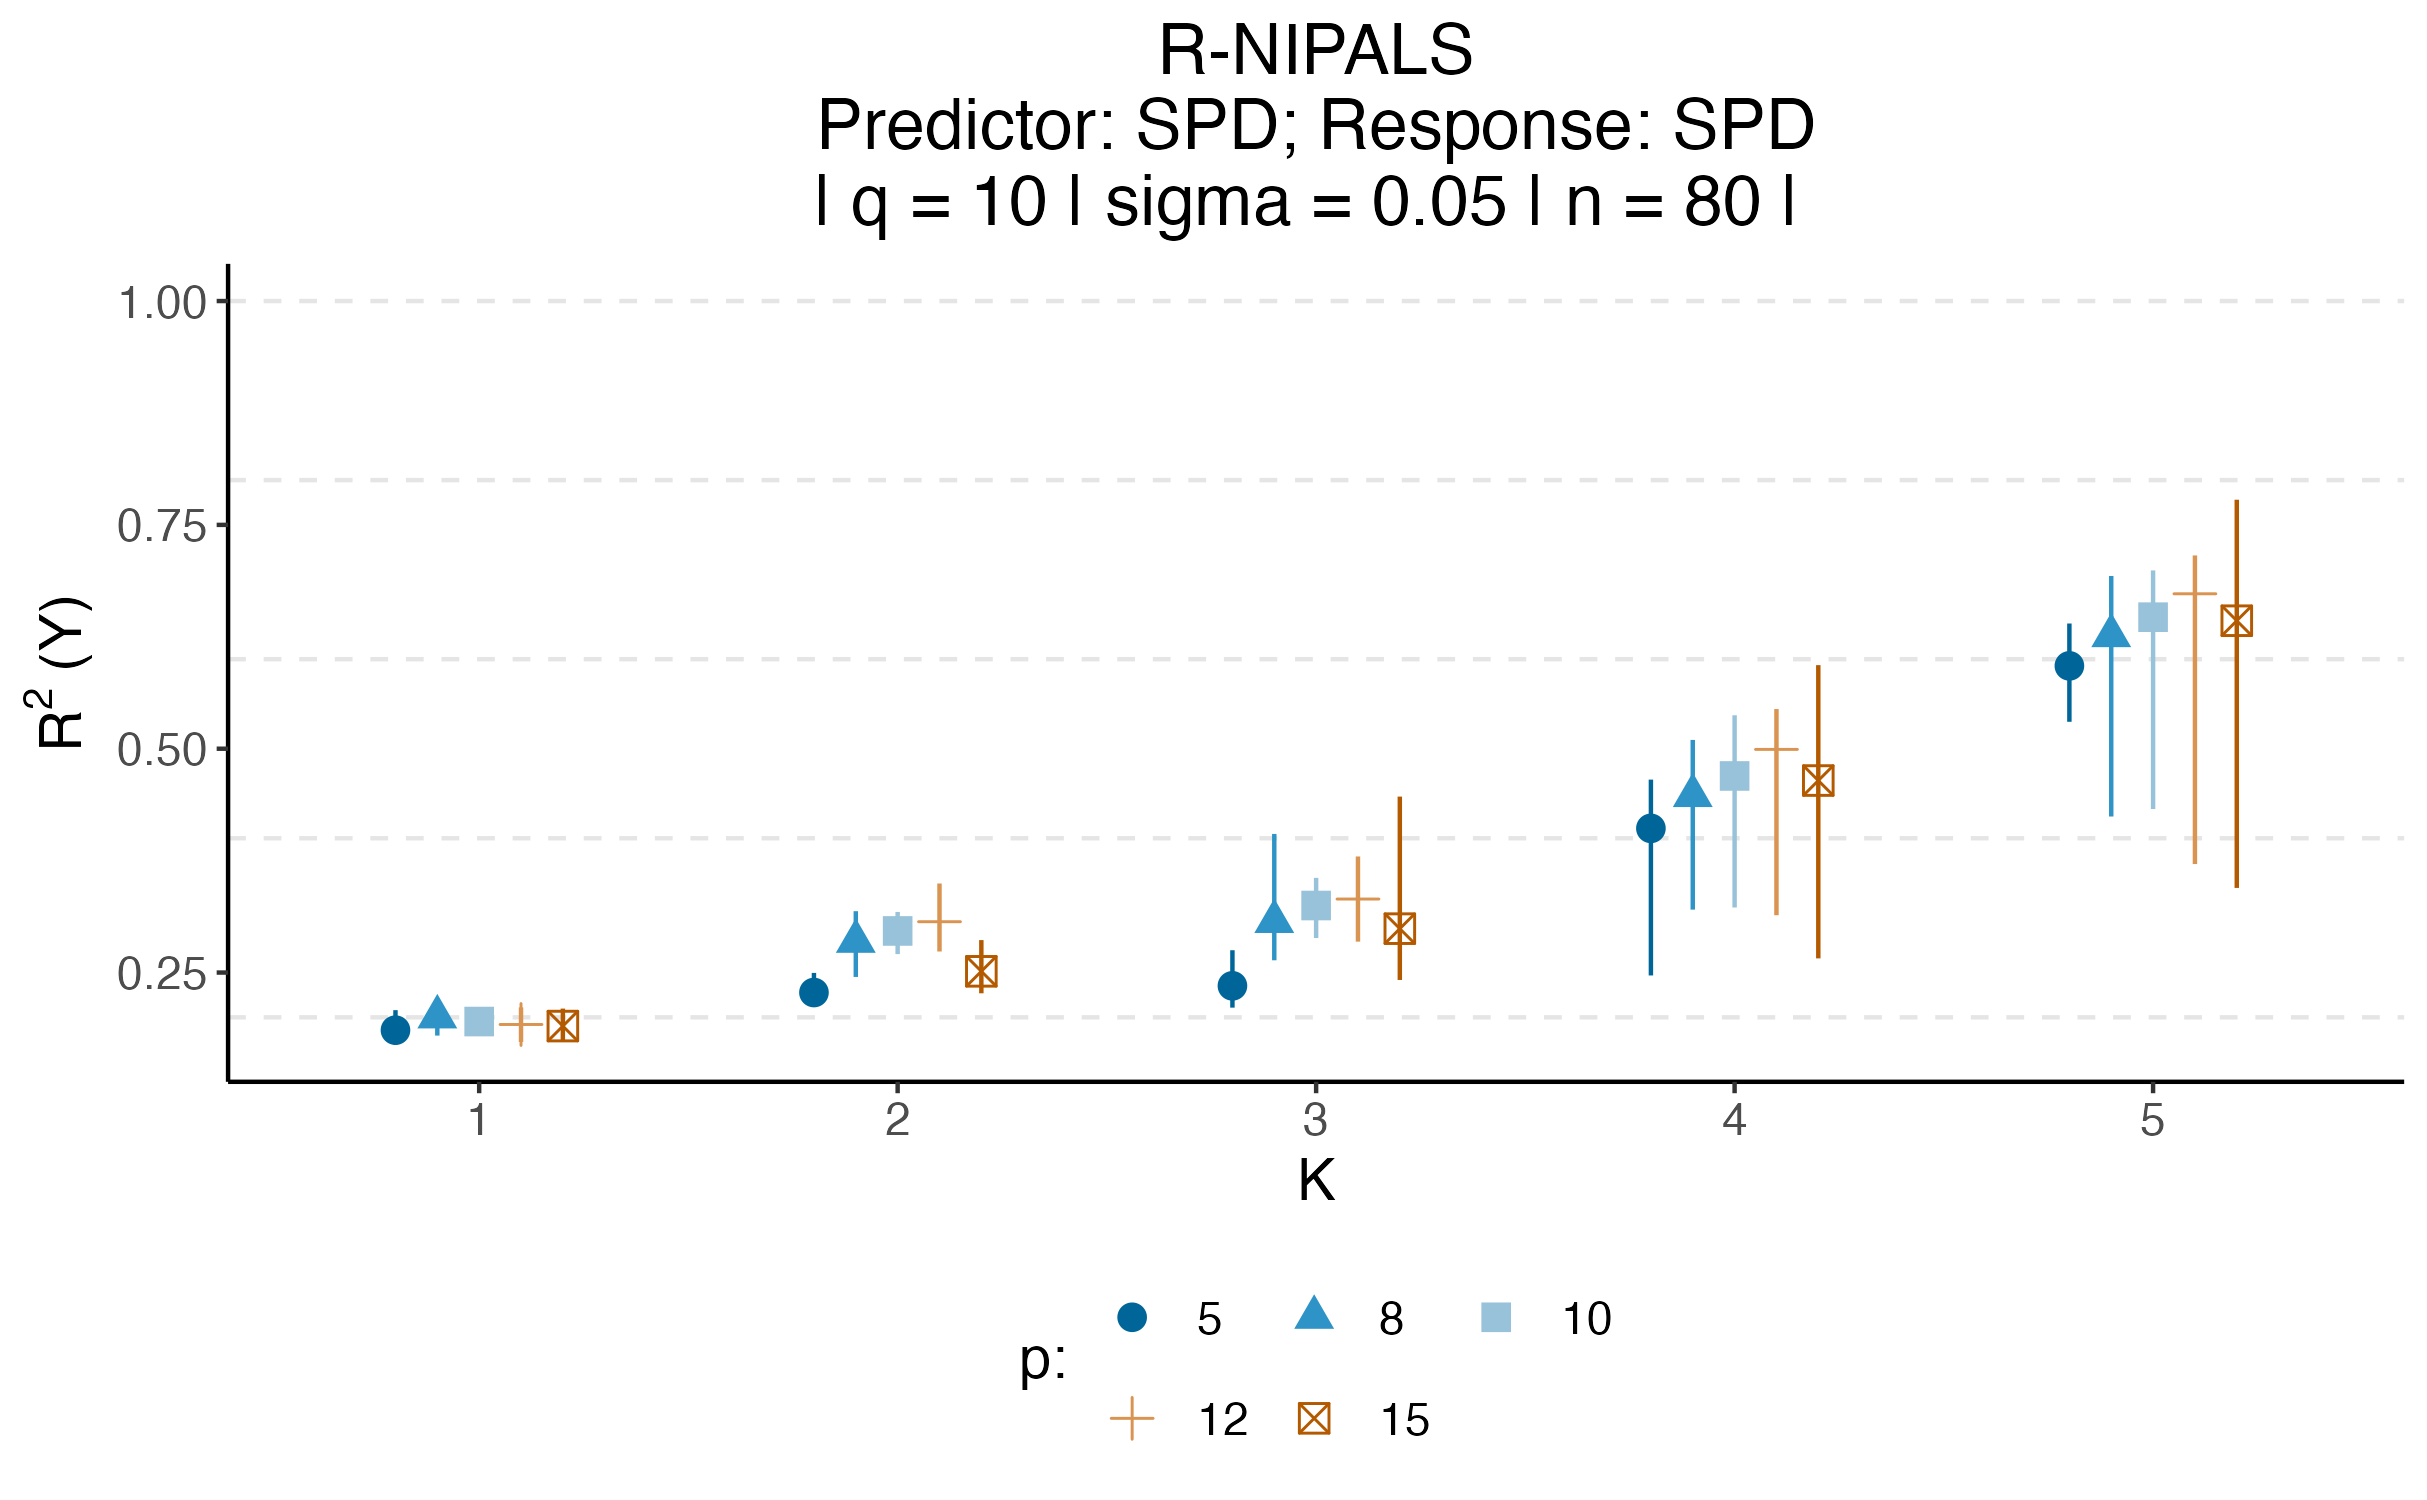 R-NIPALS
Predictor: SPD; Response: SPD
| q = 10 | sigma = 0.05 | n = 80 |
R² (Y)
1.00
0.75
0.50
0.25
1 2 3 4 5
K
p:
5 8 10
12 15